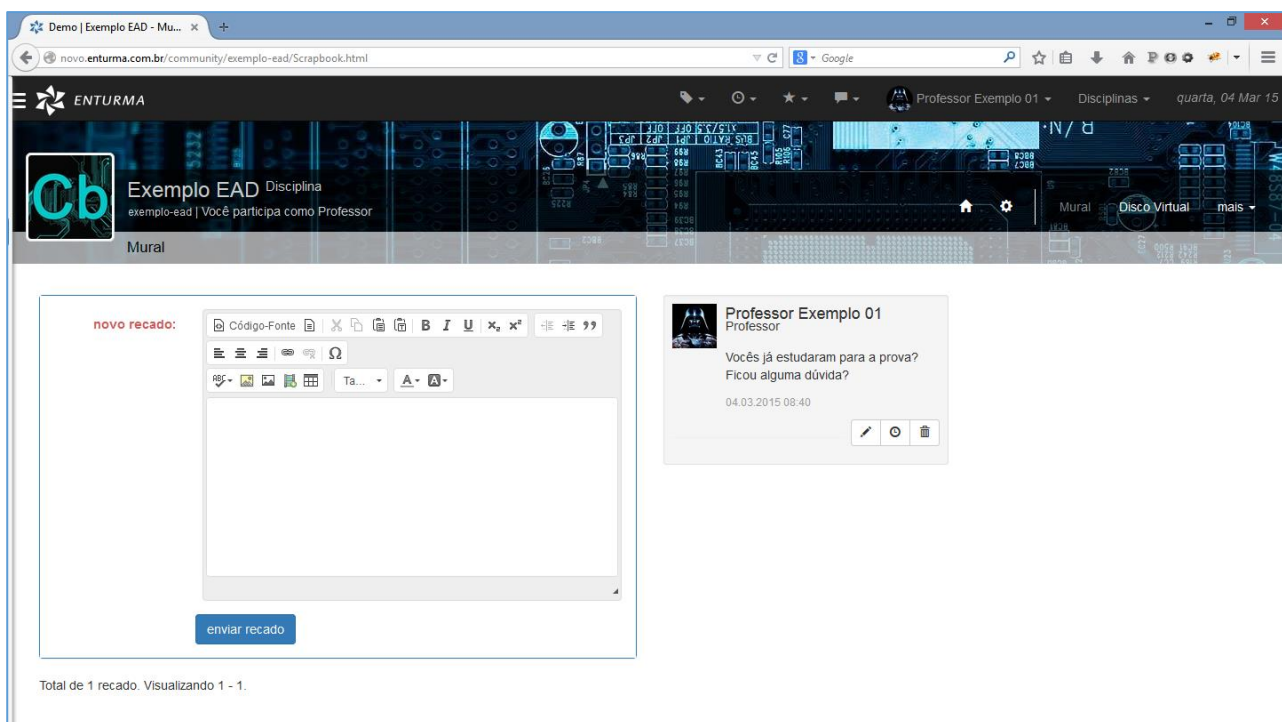 Demo | Exemplo EAD - Mu...
novo.enturma.com.br/community/exemplo-ead/Scrapbook.html
Google
ENTURMA
Professor Exemplo 01
Disciplinas
quarta, 04 Mar 15
Cb
Exemplo EAD Disciplina
exemplo-ead | Você participa como Professor
Mural
Disco Virtual
mais
Mural
novo recado:
Código-Fonte
B I U x₂ x²
Ω
ABC
Ta...
A A
enviar recado
Professor Exemplo 01
Professor
Vocês já estudaram para a prova?
Ficou alguma dúvida?
04.03.2015 08:40
Total de 1 recado. Visualizando 1 - 1.